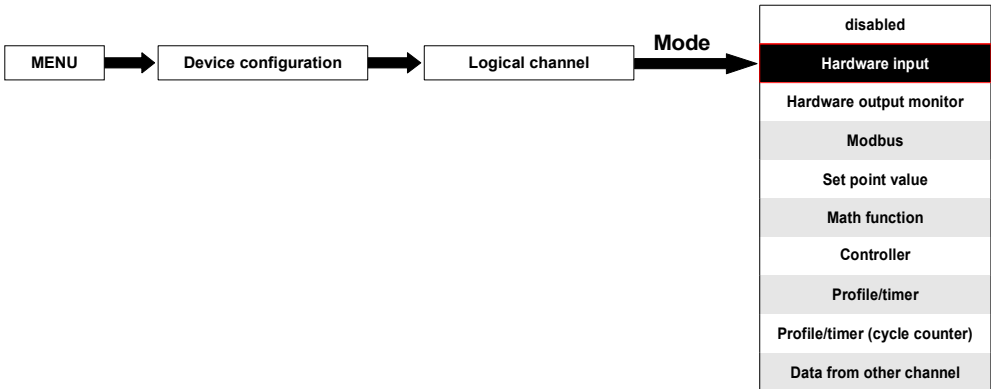 MENU
Device configuration
Logical channel
Mode
disabled
Hardware input
Hardware output monitor
Modbus
Set point value
Math function
Controller
Profile/timer
Profile/timer (cycle counter)
Data from other channel